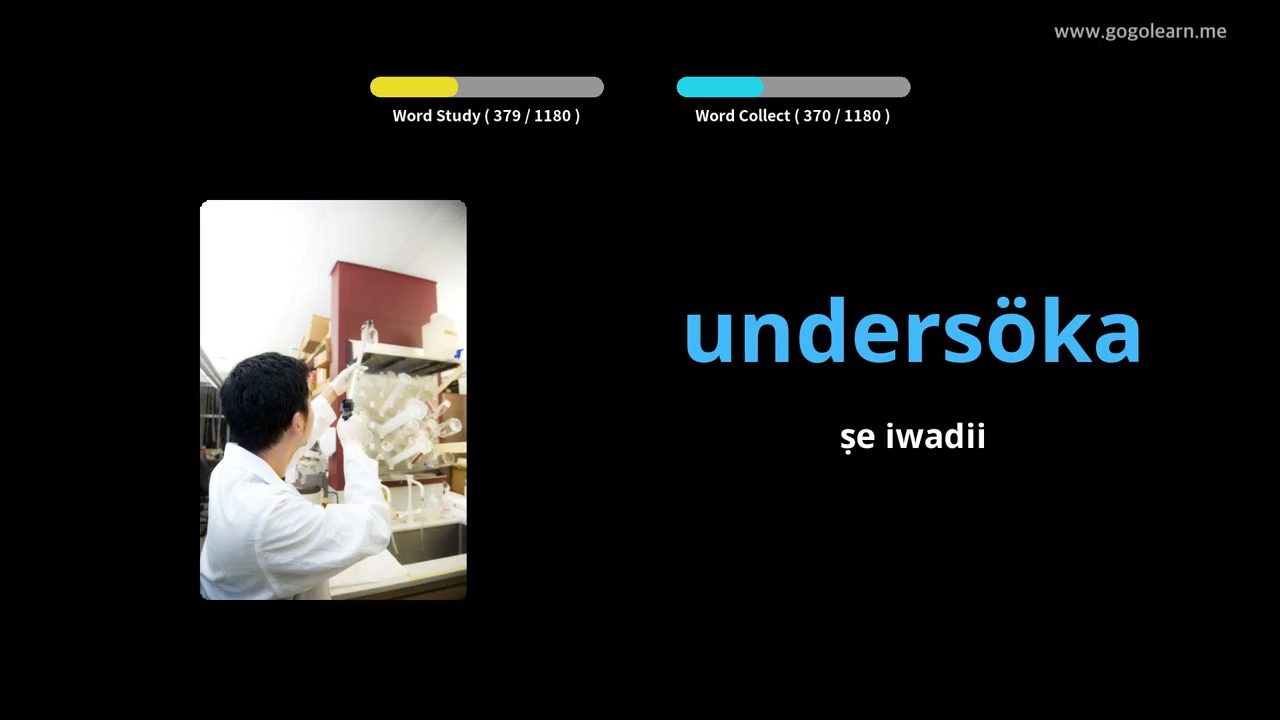 www.gogolearn.me
Word Study ( 379 / 1180 )
Word Collect ( 370 / 1180 )
undersöka
ṣe iwadii